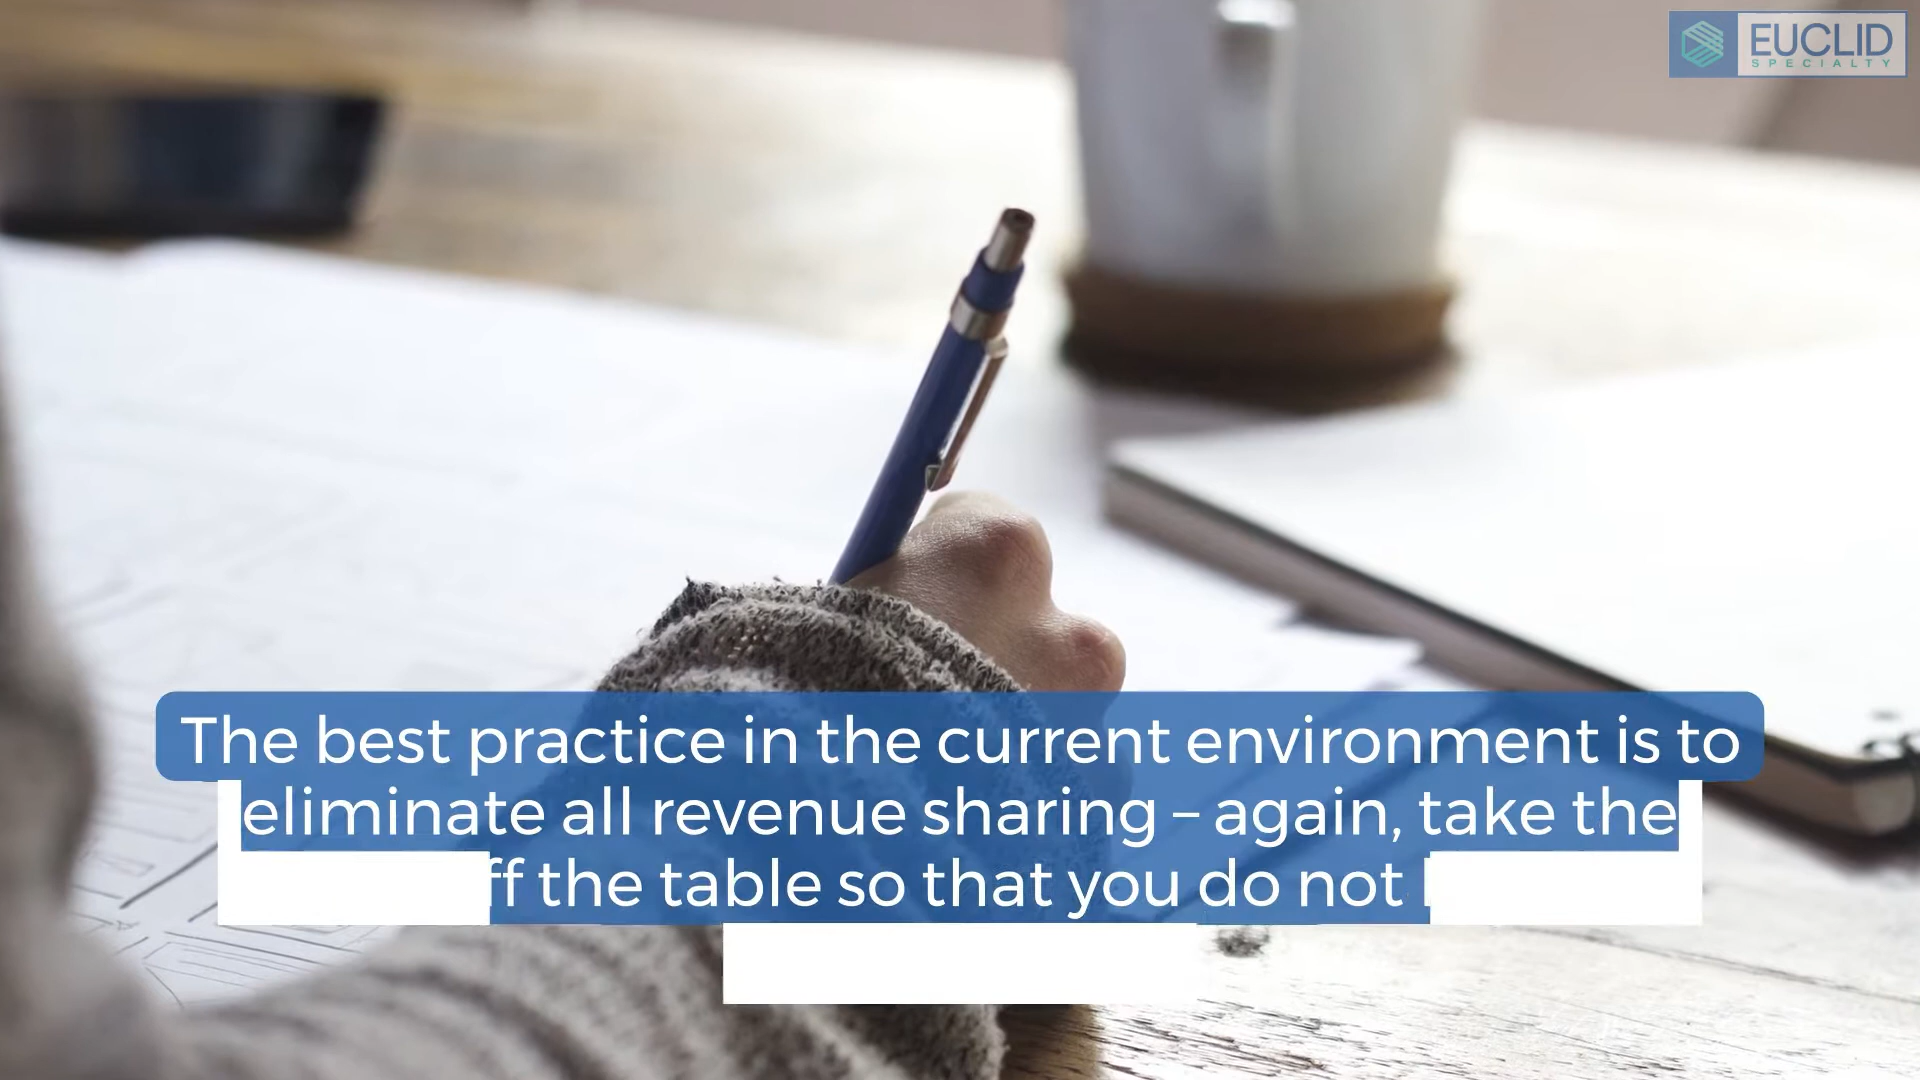 EUCLID
SPECIALTY
The best practice in the current environment is to
eliminate all revenue sharing – again, take the
the table so that you do not